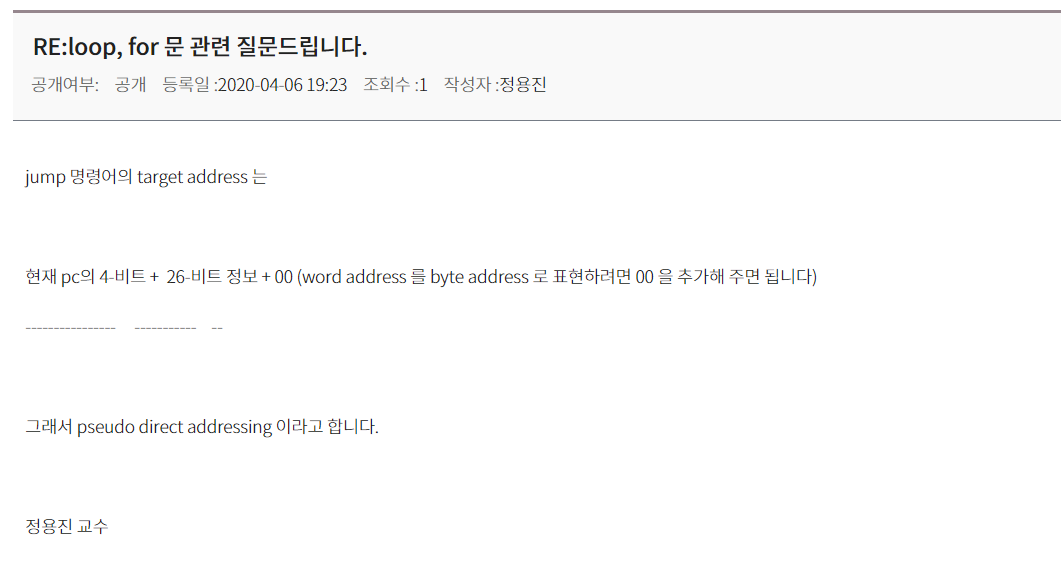 RE:loop, for 문 관련 질문드립니다.
공개여부: 공개 등록일 :2020-04-06 19:23 조회수 :1 작성자 :정용진
jump 명령어의 target address 는
현재 pc의 4-비트 + 26-비트 정보 + 00 (word address 를 byte address 로 표현하려면 00 을 추가해 주면 됩니다)
---------------- ----------- --
그래서 pseudo direct addressing 이라고 합니다.
정용진 교수